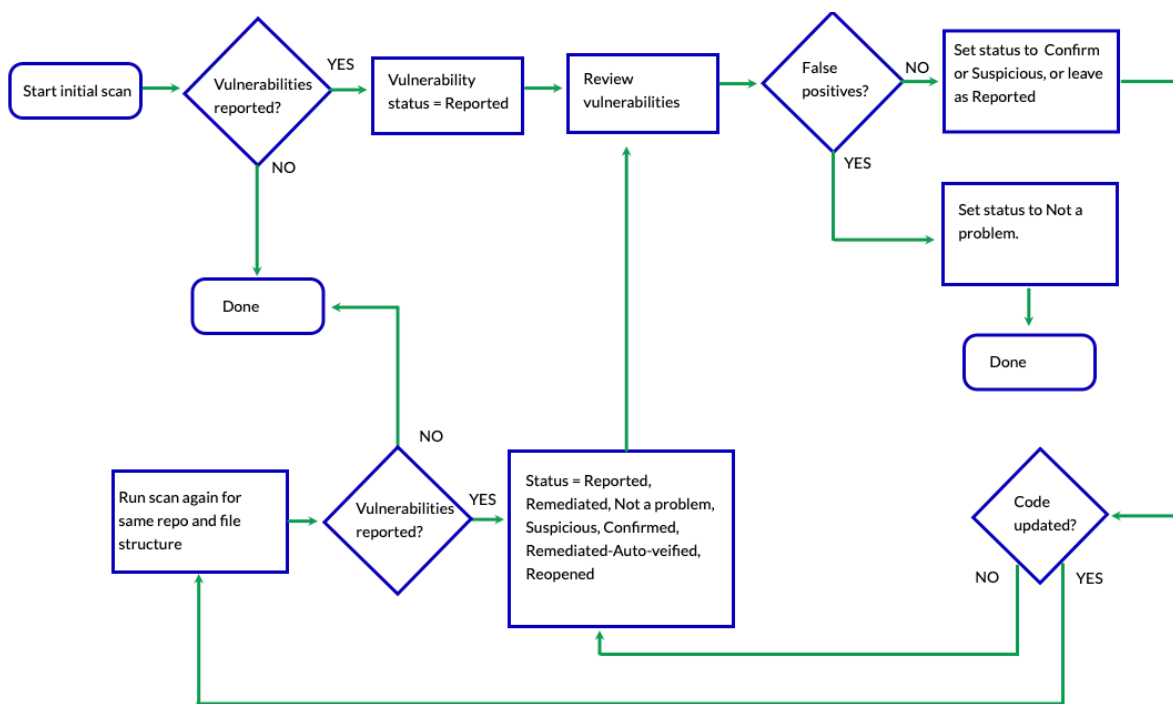 Start initial scan
Vulnerabilities
reported?
YES
NO
Vulnerability
status = Reported
Review
vulnerabilities
False
positives?
NO
YES
Set status to Confirm
or Suspicious, or leave
as Reported
Set status to Not a
problem.
Done
Done
Run scan again for
same repo and file
structure
Vulnerabilities
reported?
NO
YES
Status = Reported,
Remediated, Not a problem,
Suspicious, Confirmed,
Remediated-Auto-veified,
Reopened
Code
updated?
NO
YES